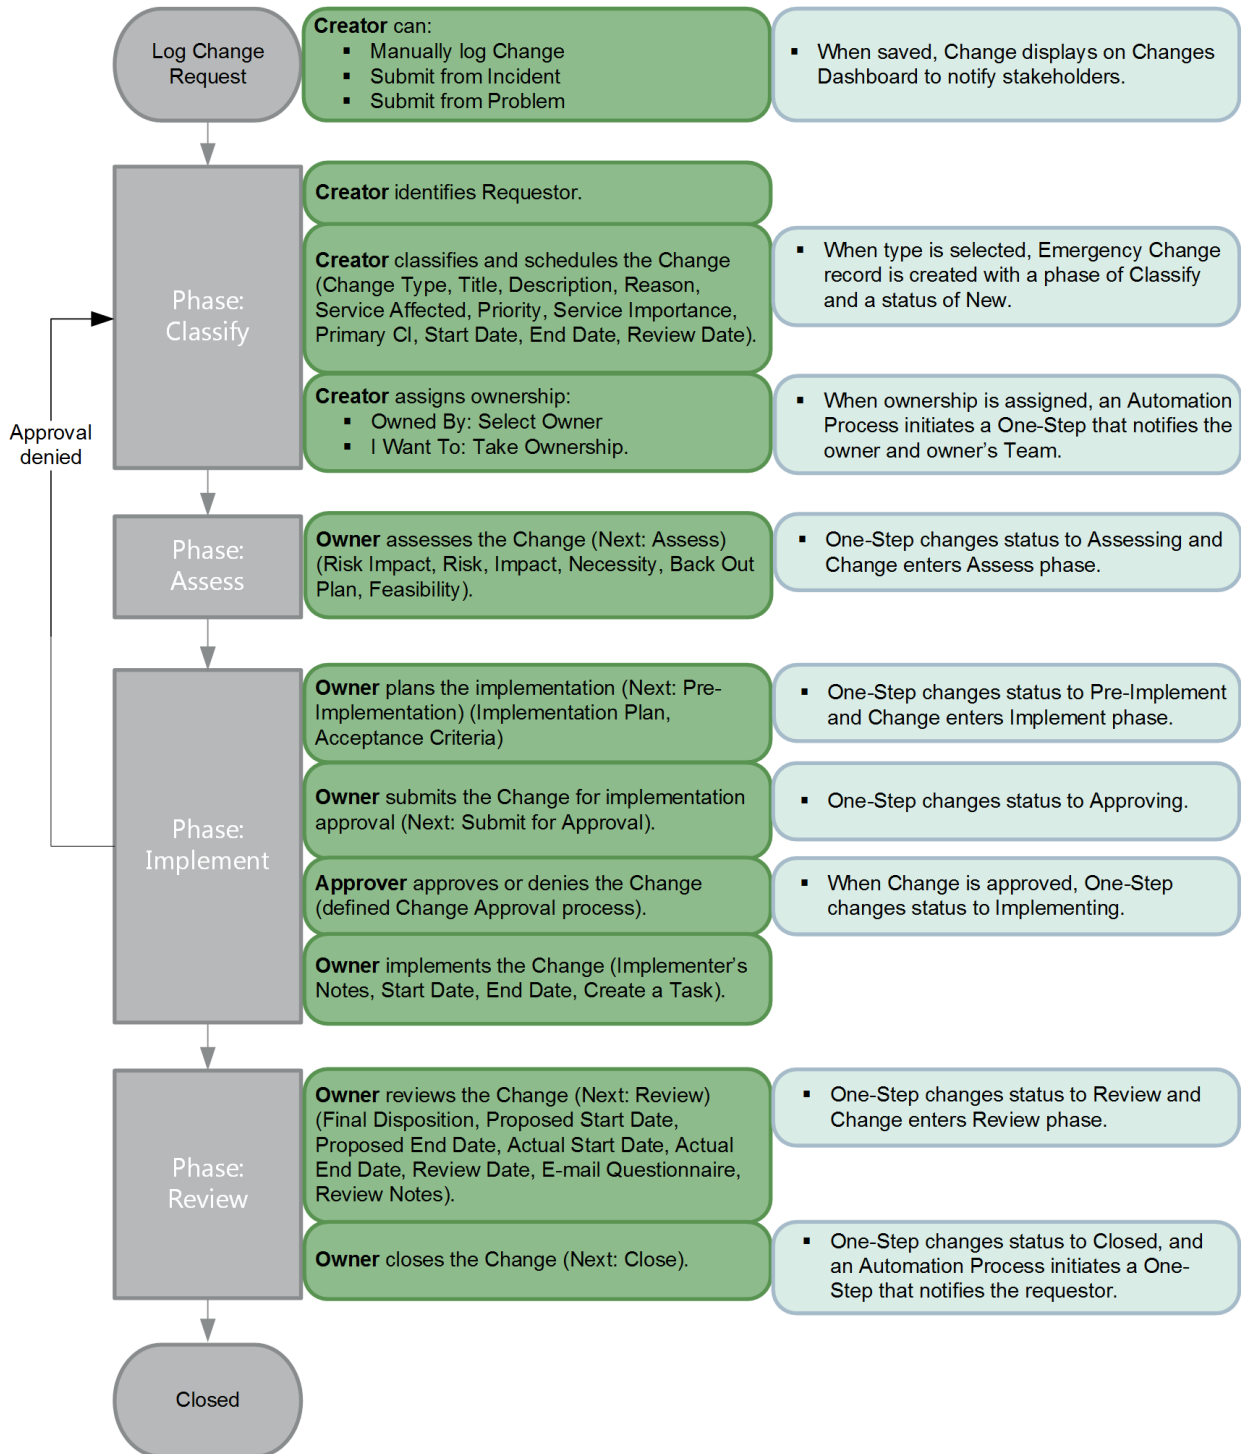 Log Change
Request
Creator can:
▪ Manually log Change
▪ Submit from Incident
▪ Submit from Problem
▪ When saved, Change displays on Changes
Dashboard to notify stakeholders.
Phase:
Classify
Creator identifies Requestor.
Creator classifies and schedules the Change
(Change Type, Title, Description, Reason,
Service Affected, Priority, Service Importance,
Primary CI, Start Date, End Date, Review Date).
▪ When type is selected, Emergency Change
record is created with a phase of Classify
and a status of New.
Creator assigns ownership:
▪ Owned By: Select Owner
▪ I Want To: Take Ownership.
▪ When ownership is assigned, an Automation
Process initiates a One-Step that notifies the
owner and owner’s Team.
Approval
denied
Phase:
Assess
Owner assesses the Change (Next: Assess)
(Risk Impact, Risk, Impact, Necessity, Back Out
Plan, Feasibility).
▪ One-Step changes status to Assessing and
Change enters Assess phase.
Phase:
Implement
Owner plans the implementation (Next: Pre-
Implementation) (Implementation Plan,
Acceptance Criteria)
▪ One-Step changes status to Pre-Implement
and Change enters Implement phase.
Owner submits the Change for implementation
approval (Next: Submit for Approval).
▪ One-Step changes status to Approving.
Approver approves or denies the Change
(defined Change Approval process).
▪ When Change is approved, One-Step
changes status to Implementing.
Owner implements the Change (Implementer’s
Notes, Start Date, End Date, Create a Task).
Phase:
Review
Owner reviews the Change (Next: Review)
(Final Disposition, Proposed Start Date,
Proposed End Date, Actual Start Date, Actual
End Date, Review Date, E-mail Questionnaire,
Review Notes).
▪ One-Step changes status to Review and
Change enters Review phase.
Owner closes the Change (Next: Close).
▪ One-Step changes status to Closed, and
an Automation Process initiates a One-
Step that notifies the requestor.
Closed